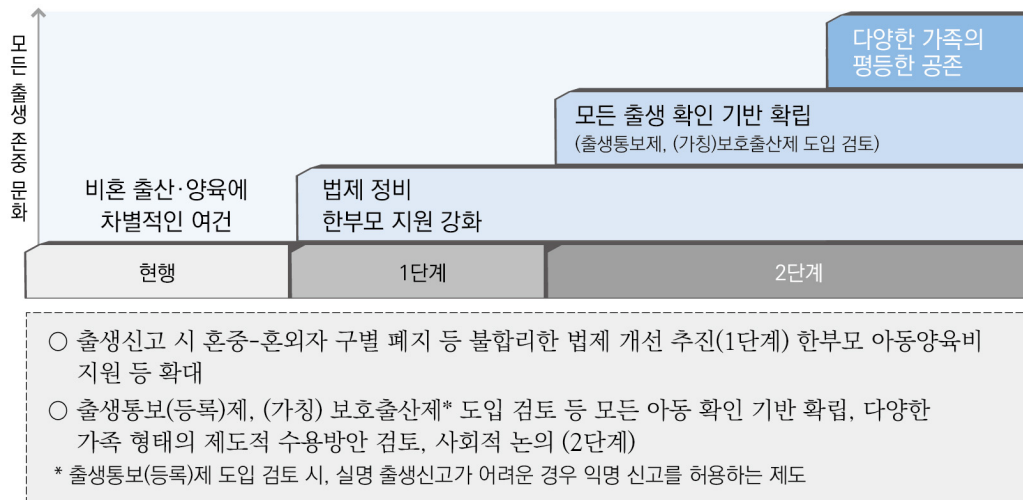 모든 출생 존중 문화
다양한 가족의
평등한 공존
모든 출생 확인 기반 확립
(출생통보제, (가칭)보호출산제 도입 검토)
비혼 출산·양육에
차별적인 여건
법제 정비
한부모 지원 강화
현행
1단계
2단계
○ 출생신고 시 혼중-혼외자 구별 폐지 등 불합리한 법제 개선 추진(1단계) 한부모 아동양육비
지원 등 확대
○ 출생통보(등록)제, (가칭) 보호출산제* 도입 검토 등 모든 아동 확인 기반 확립, 다양한
가족 형태의 제도적 수용방안 검토, 사회적 논의 (2단계)
* 출생통보(등록)제 도입 검토 시, 실명 출생신고가 어려운 경우 익명 신고를 허용하는 제도